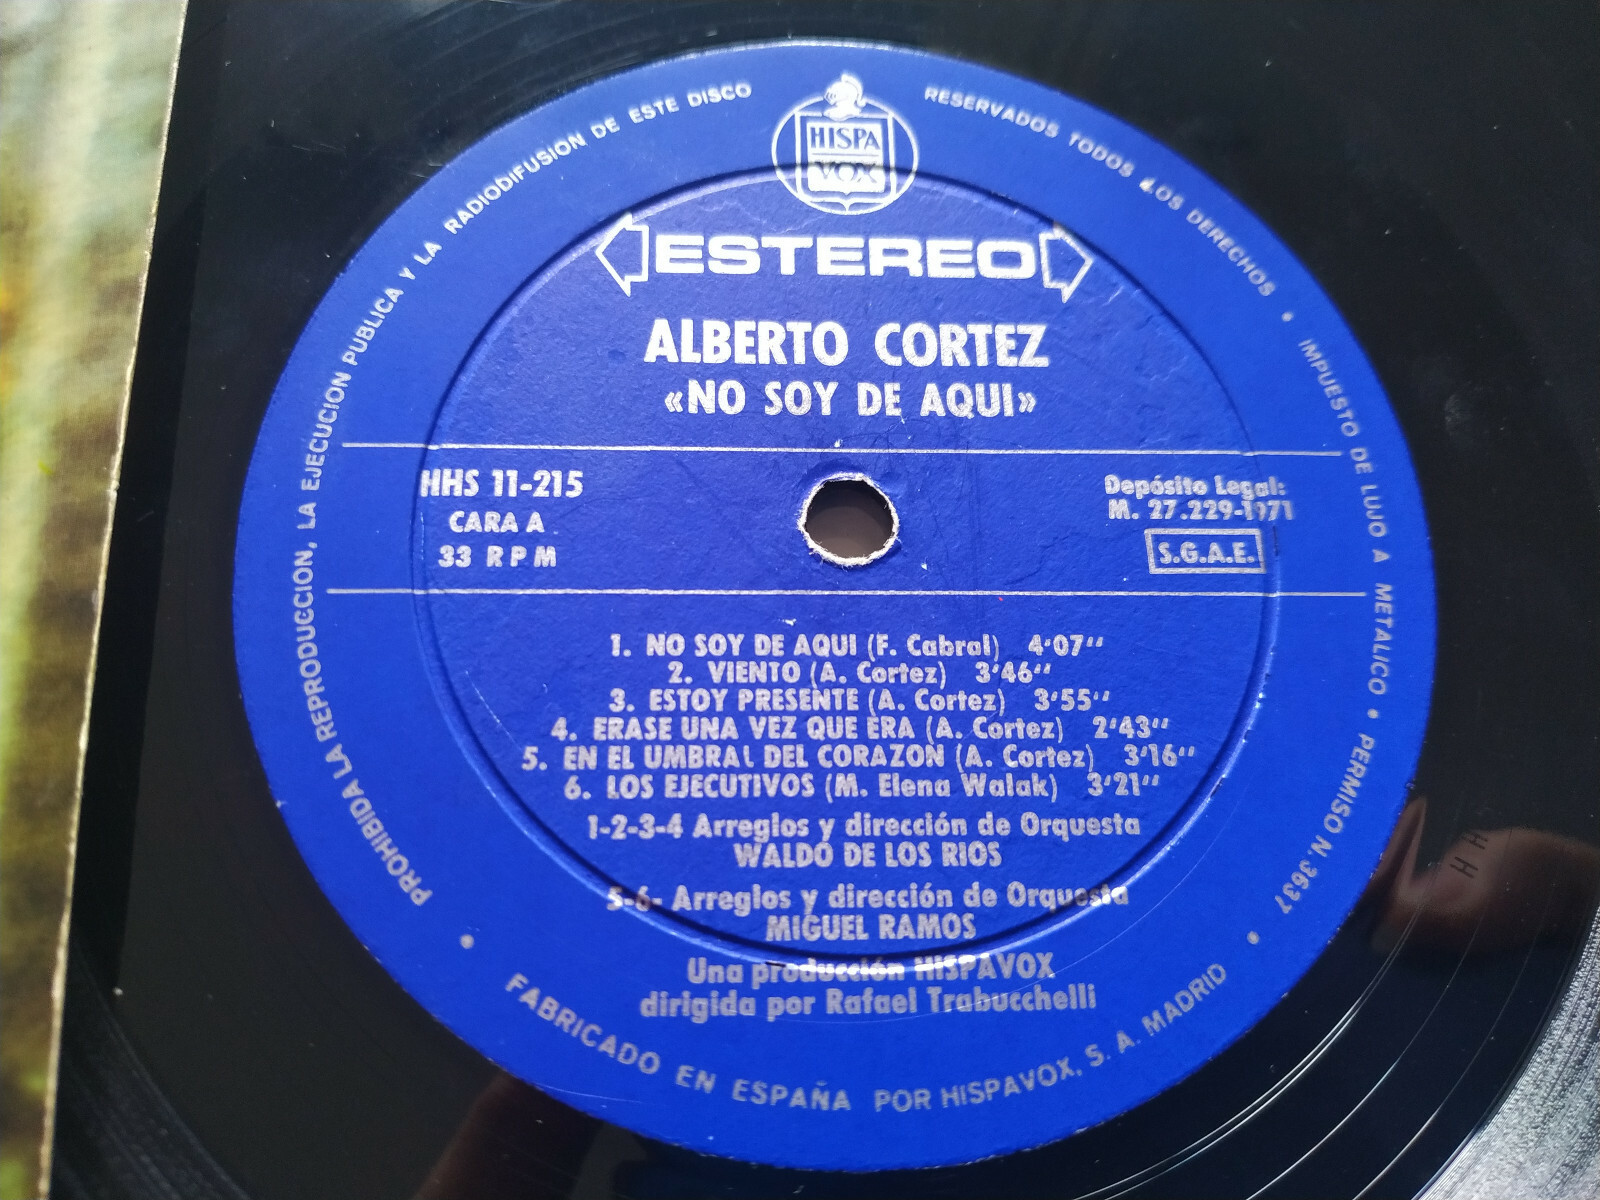 HISPA
VOX
ESTEREO
ALBERTO CORTEZ
«NO SOY DE AQUI»
HHS 11-215
CARA A
33 RPM
Depósito Legal:
M. 27.229-1971
S.G.A.E.
1. NO SOY DE AQUI (F. Cabral) 4'07''
2. VIENTO (A. Cortez) 3'46''
3. ESTOY PRESENTE (A. Cortez) 3'55''
4. ERASE UNA VEZ QUE ERA (A. Cortez) 2'43''
5. EN EL UMBRAL DEL CORAZON (A. Cortez) 3'16''
6. LOS EJECUTIVOS (M. Elena Walak) 3'21''
1-2-3-4 Arreglos y dirección de Orquesta
WALDO DE LOS RIOS
5-6- Arreglos y dirección de Orquesta
MIGUEL RAMOS
Una producción HISPAVOX
dirigida por Rafael Trabucchelli
PROHIBIDA LA REPRODUCCION, LA EJECUCION PUBLICA Y LA RADIODIFUSION DE ESTE DISCO
RESERVADOS TODOS LOS DERECHOS • IMPUESTO DE LUJO A METALICO • PERMISO N. 3637
• FABRICADO EN ESPAÑA POR HISPAVOX, S. A. MADRID •